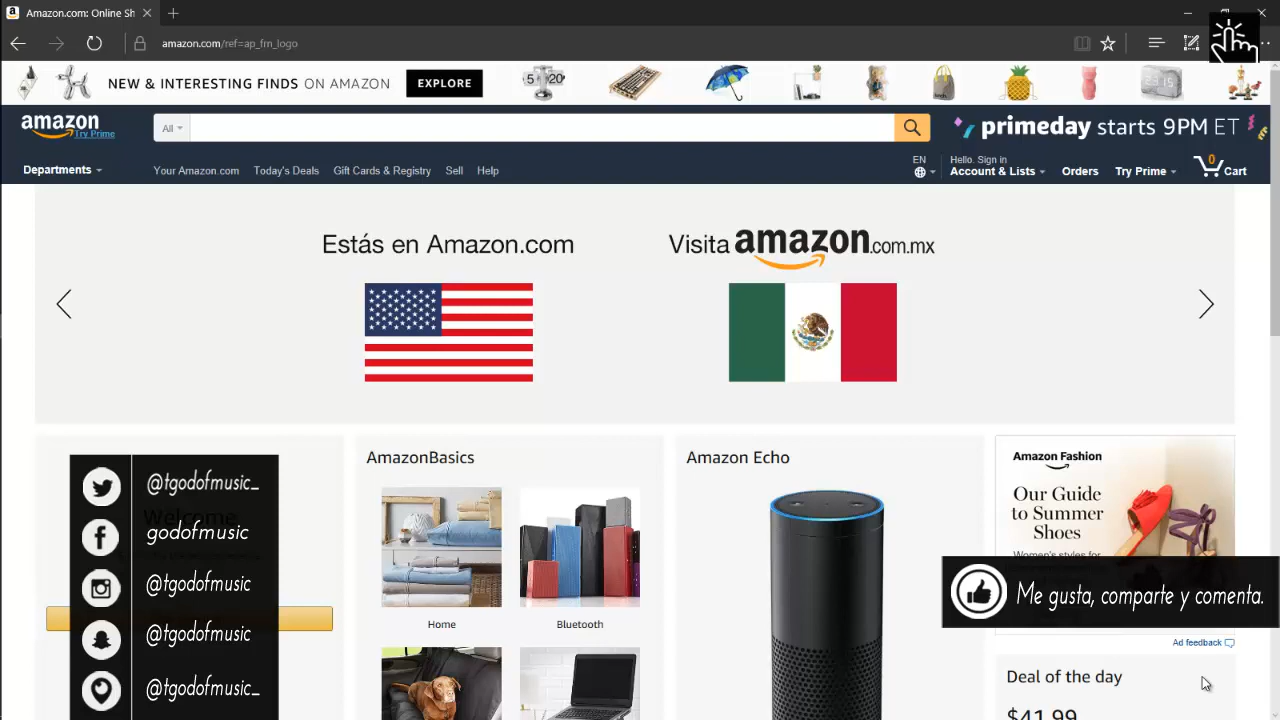 Amazon.com: Online Sh
amazon.com/ref=ap_frn_logo
NEW & INTERESTING FINDS ON AMAZON EXPLORE
5 20
amazon
Try Prime
All
primeday starts 9PM ET
Departments
Your Amazon.com Today's Deals Gift Cards & Registry Sell Help
EN
Hello. Sign in
Account & Lists
Orders
Try Prime
0
Cart
Estás en Amazon.com
Visita amazon.com.mx
@tgodofmusic_
Welcome
godofmusic
@tgodofmusic
@tgodofmusic
@tgodofmusic_
AmazonBasics
Home
Bluetooth
Amazon Echo
Amazon Fashion
Our Guide
to Summer
Shoes
Women's styles for
Me gusta, comparte y comenta.
Ad feedback
Deal of the day
$41.99